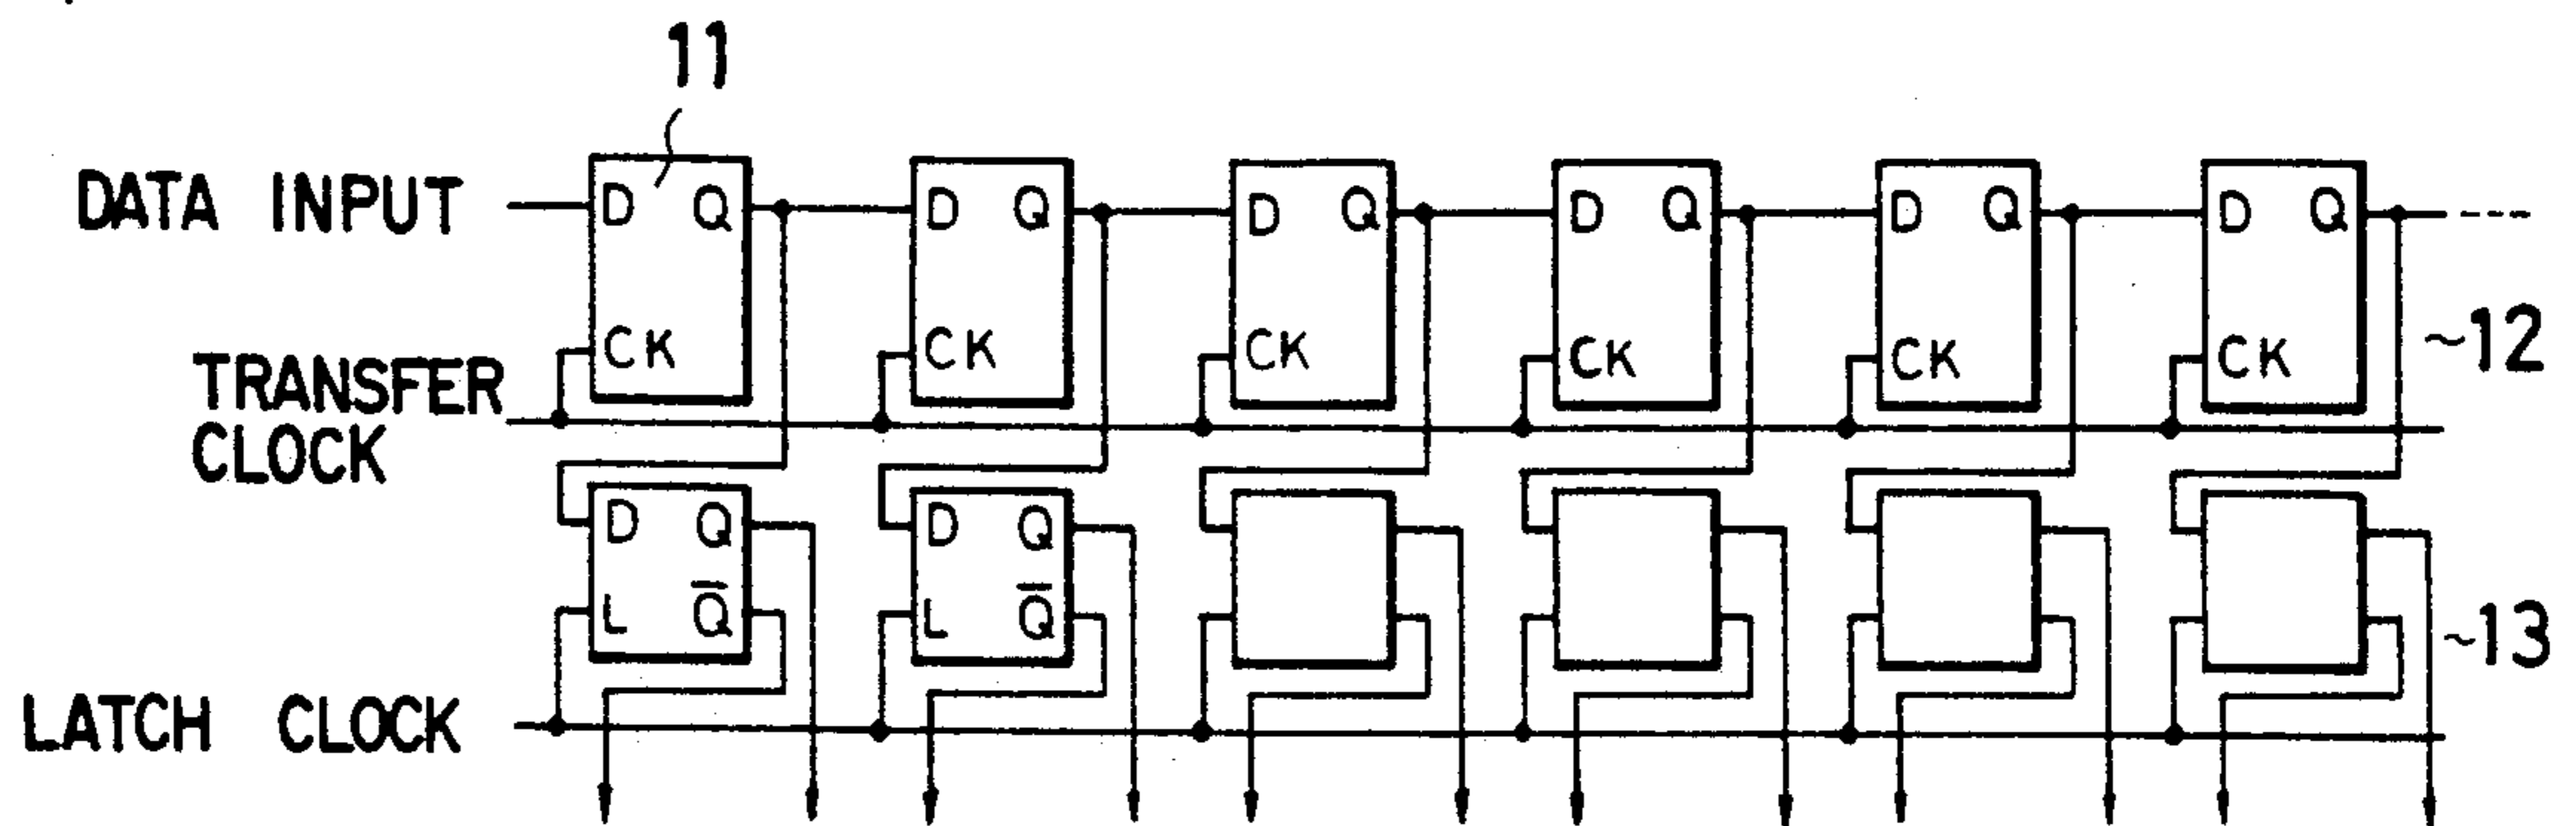 11
DATA INPUT
D Q D Q D Q D Q D Q D Q
CK CK CK CK CK CK
~12
TRANSFER
CLOCK
D Q D Q
L Q̅ L Q̅
~13
LATCH CLOCK